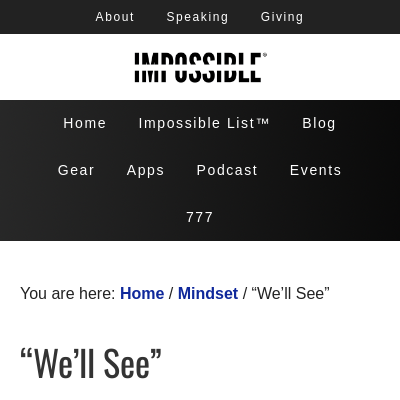 About Speaking Giving
IMPOSSIBLE®
Home Impossible List™ Blog
Gear Apps Podcast Events
777
You are here: Home / Mindset / “We’ll See”
“We’ll See”